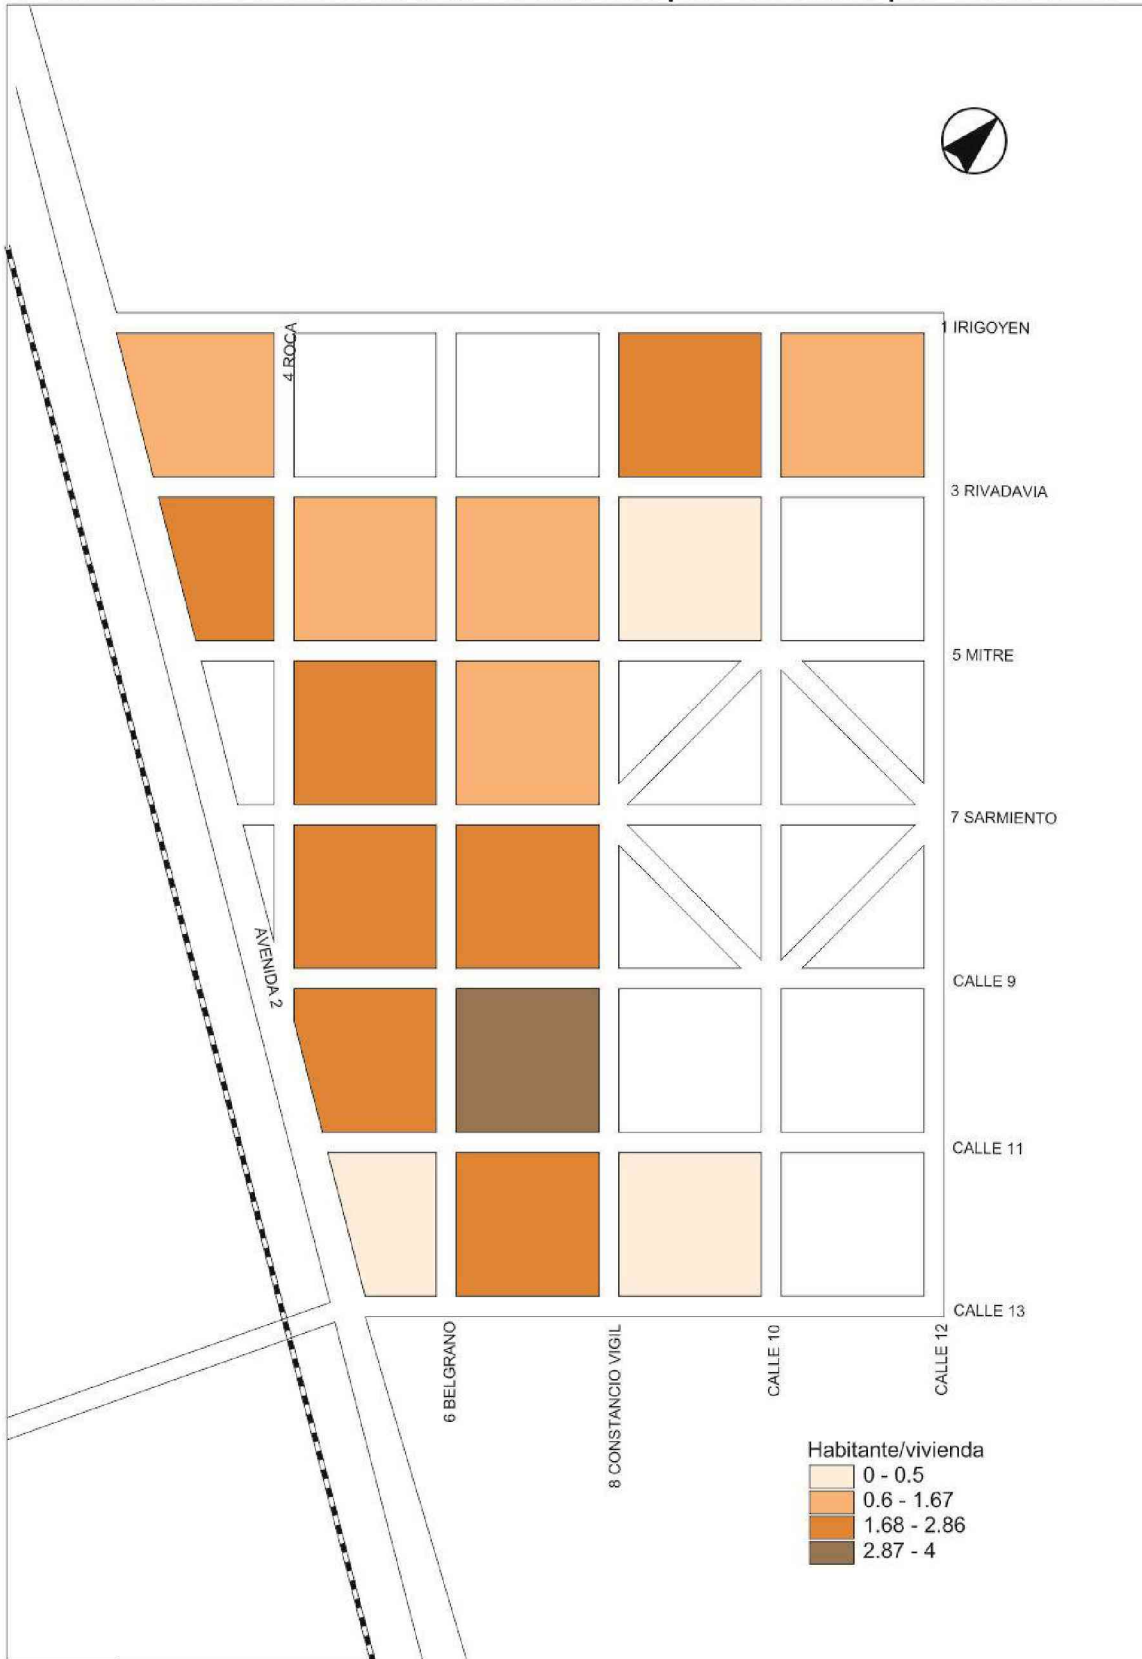 1 IRIGOYEN
4 ROCA
3 RIVADAVIA
5 MITRE
7 SARMIENTO
AVENIDA 2
CALLE 9
CALLE 11
CALLE 13
6 BELGRANO
8 CONSTANCIO VIGIL
CALLE 10
CALLE 12
Habitante/vivienda
0 - 0.5
0.6 - 1.67
1.68 - 2.86
2.87 - 4